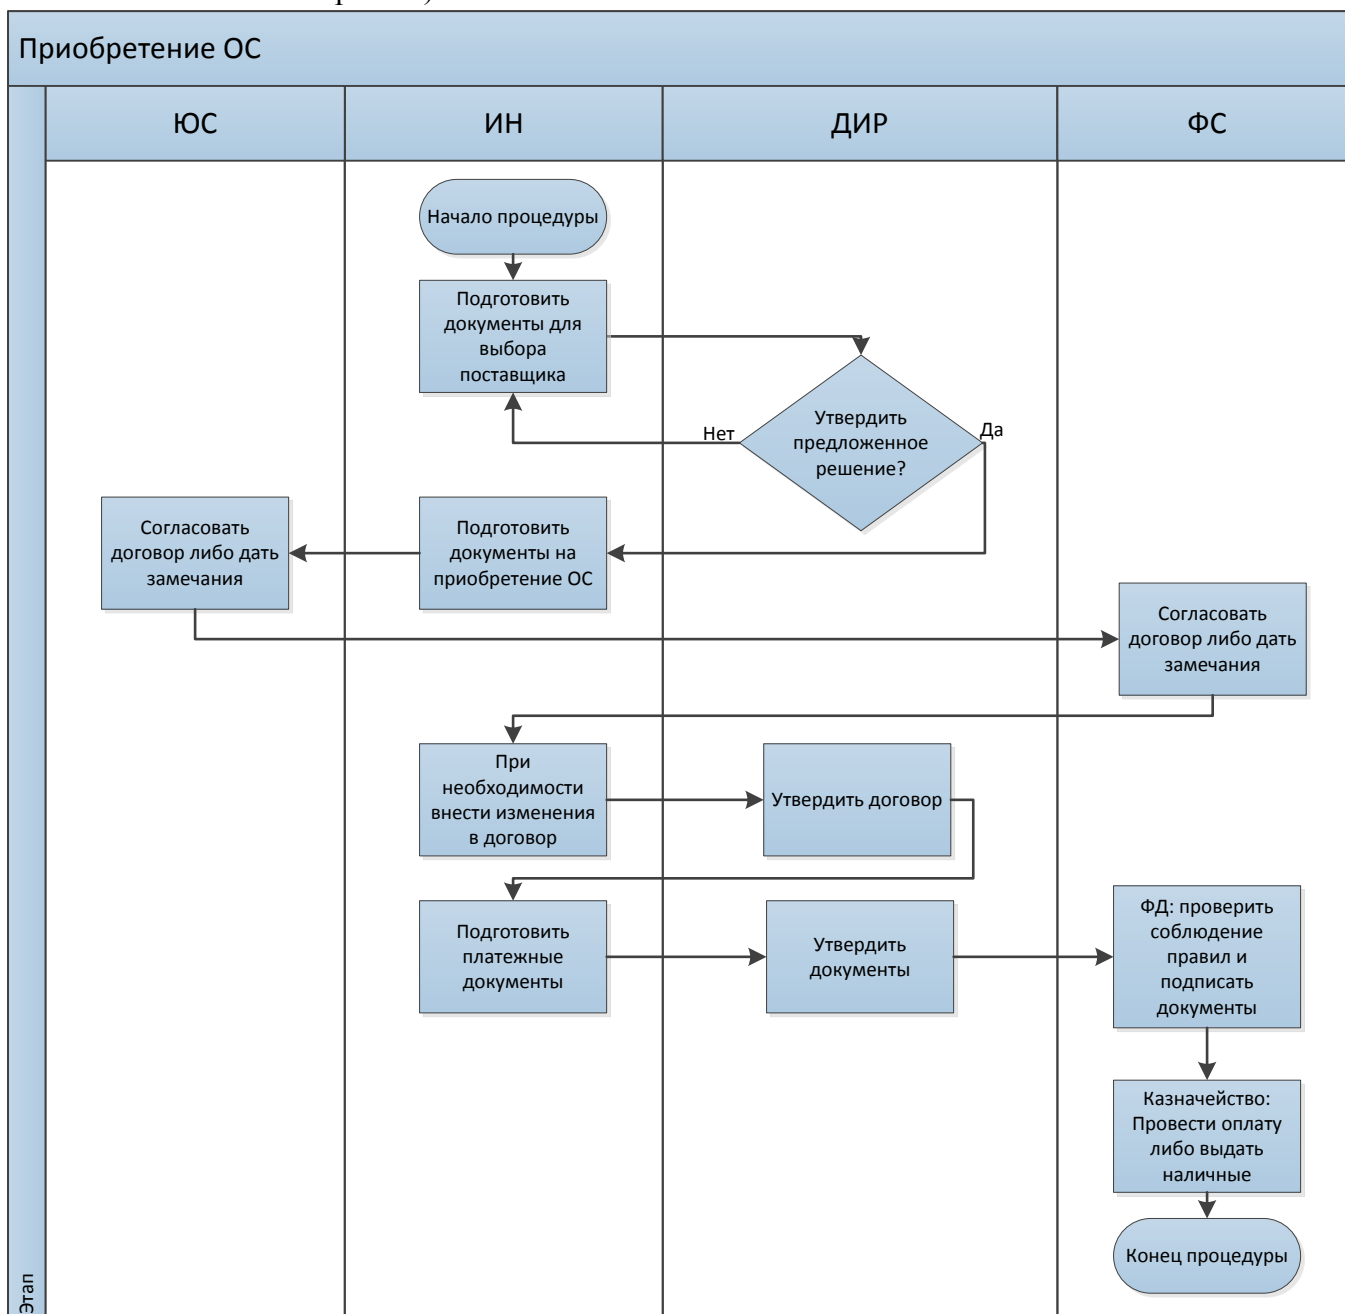 Приобретение ОС
ЮС
ИН
ДИР
ФС
Начало процедуры
Подготовить
документы для
выбора
поставщика
Нет
Утвердить
предложенное
решение?
Да
Согласовать
договор либо дать
замечания
Подготовить
документы на
приобретение ОС
Согласовать
договор либо дать
замечания
При
необходимости
внести изменения
в договор
Утвердить договор
Подготовить
платежные
документы
Утвердить
документы
ФД: проверить
соблюдение
правил и
подписать
документы
Казначейство:
Провести оплату
либо выдать
наличные
Конец процедуры
Этап